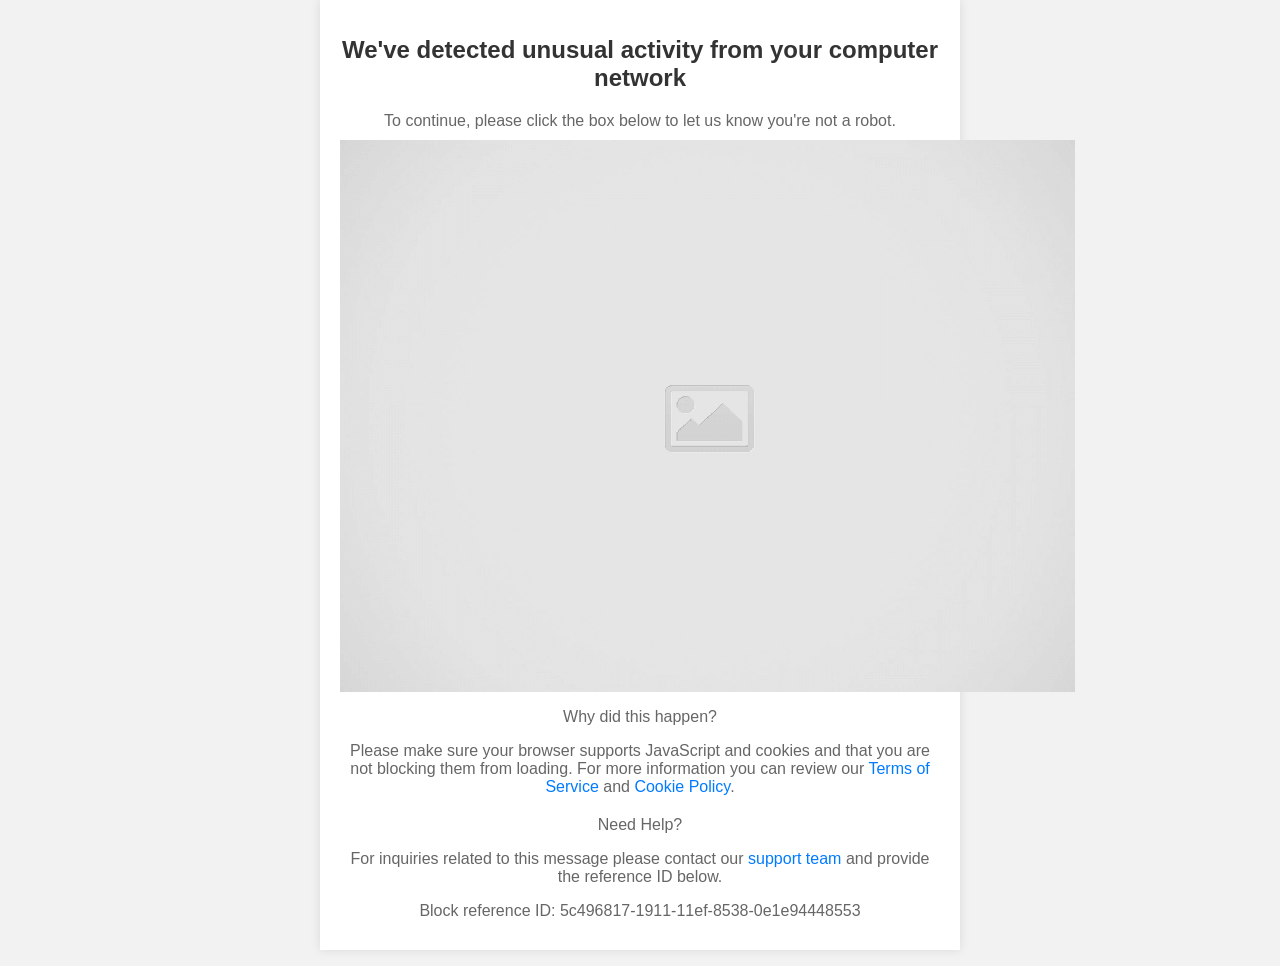 We've detected unusual activity from your computer
network
To continue, please click the box below to let us know you're not a robot.
Why did this happen?
Please make sure your browser supports JavaScript and cookies and that you are
not blocking them from loading. For more information you can review our Terms of
Service and Cookie Policy.
Need Help?
For inquiries related to this message please contact our support team and provide
the reference ID below.
Block reference ID: 5c496817-1911-11ef-8538-0e1e94448553